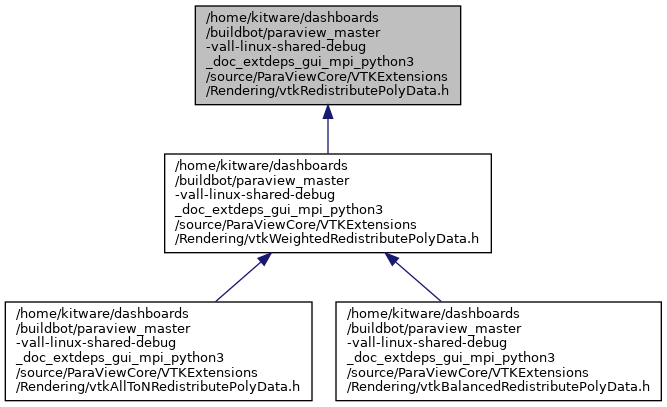 /home/kitware/dashboards
/buildbot/paraview_master
-vall-linux-shared-debug
_doc_extdeps_gui_mpi_python3
/source/ParaViewCore/VTKExtensions
/Rendering/vtkRedistributePolyData.h
/home/kitware/dashboards
/buildbot/paraview_master
-vall-linux-shared-debug
_doc_extdeps_gui_mpi_python3
/source/ParaViewCore/VTKExtensions
/Rendering/vtkWeightedRedistributePolyData.h
/home/kitware/dashboards
/buildbot/paraview_master
-vall-linux-shared-debug
_doc_extdeps_gui_mpi_python3
/source/ParaViewCore/VTKExtensions
/Rendering/vtkAllToNRedistributePolyData.h
/home/kitware/dashboards
/buildbot/paraview_master
-vall-linux-shared-debug
_doc_extdeps_gui_mpi_python3
/source/ParaViewCore/VTKExtensions
/Rendering/vtkBalancedRedistributePolyData.h